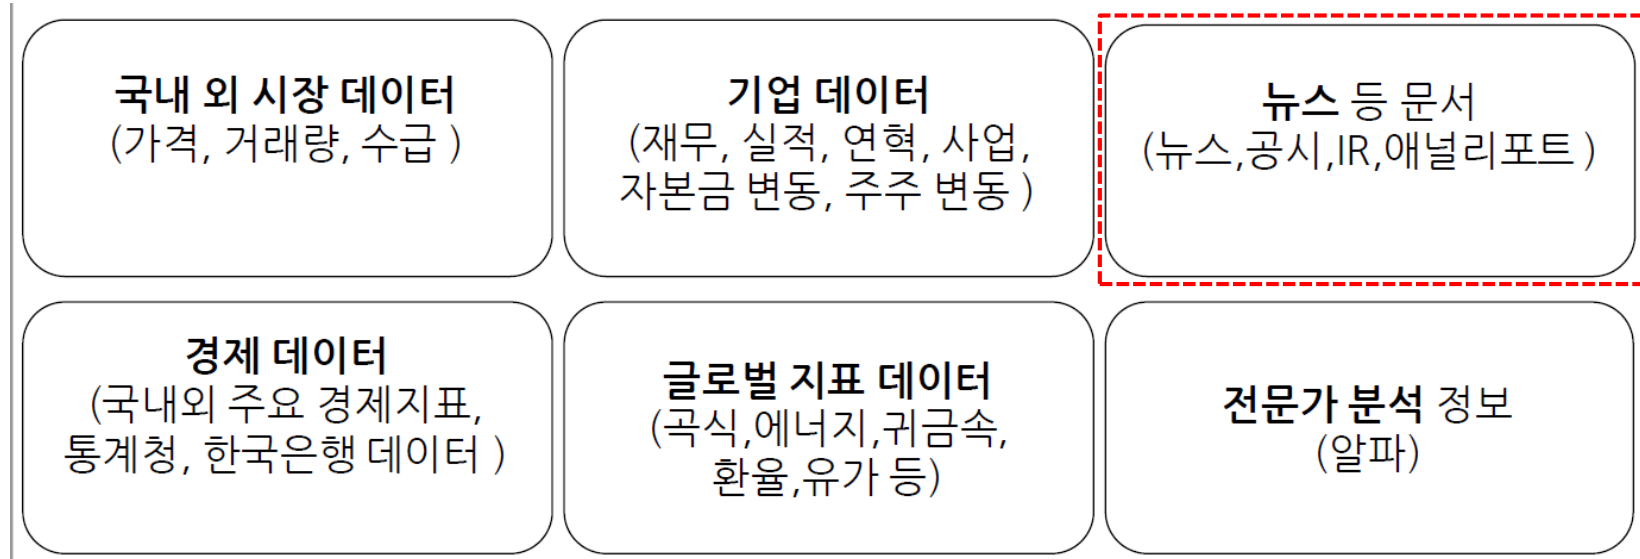 국내 외 시장 데이터
(가격, 거래량, 수급 )
기업 데이터
(재무, 실적, 연혁, 사업,
자본금 변동, 주주 변동 )
뉴스 등 문서
(뉴스,공시,IR,애널리포트 )
경제 데이터
(국내외 주요 경제지표,
통계청, 한국은행 데이터 )
글로벌 지표 데이터
(곡식,에너지,귀금속,
환율,유가 등)
전문가 분석 정보
(알파)